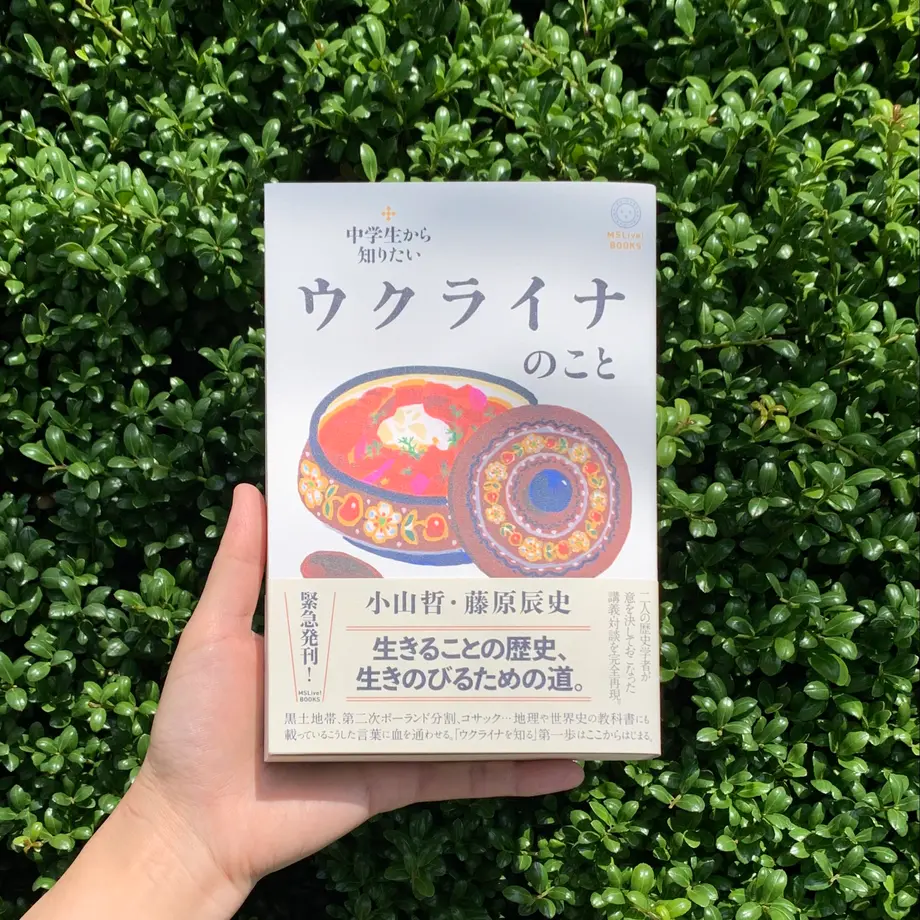 中学生から
知りたい
MSLive!
BOOKS
ウクライナ
のこと
小山哲・藤原辰史
緊急発刊!
MSLive!
BOOKS
生きることの歴史、
生きのびるための道。
二人の歴史学者が
意を決しておこなった
講義・対談を完全再現。
黒土地帯、第二次ポーランド分割、コサック…地理や世界史の教科書にも
載っているこうした言葉に血を通わせる。「ウクライナを知る」第一歩はここからはじまる。